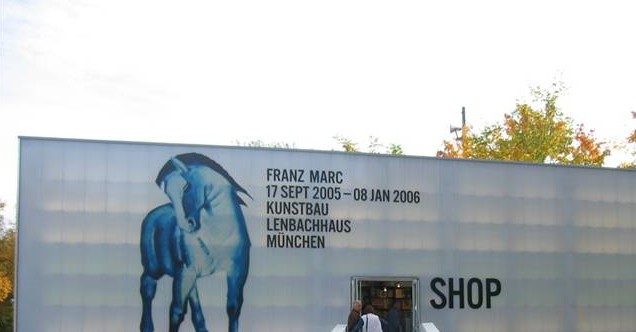 FRANZ MARC
17 SEPT 2005 – 08 JAN 2006
KUNSTBAU
LENBACHHAUS
MÜNCHEN
SHOP